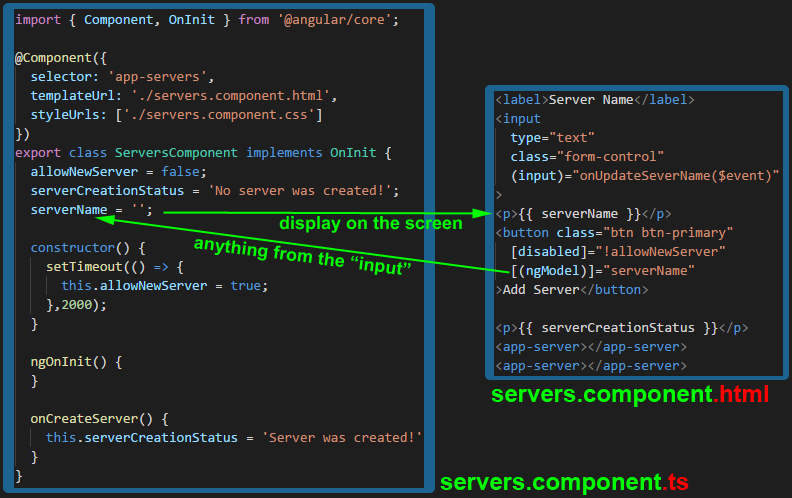 import { Component, OnInit } from '@angular/core';
@Component({
selector: 'app-servers',
templateUrl: './servers.component.html',
styleUrls: ['./servers.component.css']
})
export class ServersComponent implements OnInit {
allowNewServer = false;
serverCreationStatus = 'No server was created!';
serverName = '';
constructor() {
setTimeout(() => {
this.allowNewServer = true;
},2000);
}
ngOnInit() {
}
onCreateServer() {
this.serverCreationStatus = 'Server was created!'
}
}
servers.component.ts
display on the screen
anything from the “input”
<label>Server Name</label>
<input
type="text"
class="form-control"
(input)="onUpdateSeverName($event)"
>
<p>{{ serverName }}</p>
<button class="btn btn-primary"
[disabled]="!allowNewServer"
[(ngModel)]="serverName"
>Add Server</button>
<p>{{ serverCreationStatus }}</p>
<app-server></app-server>
<app-server></app-server>
servers.component.html